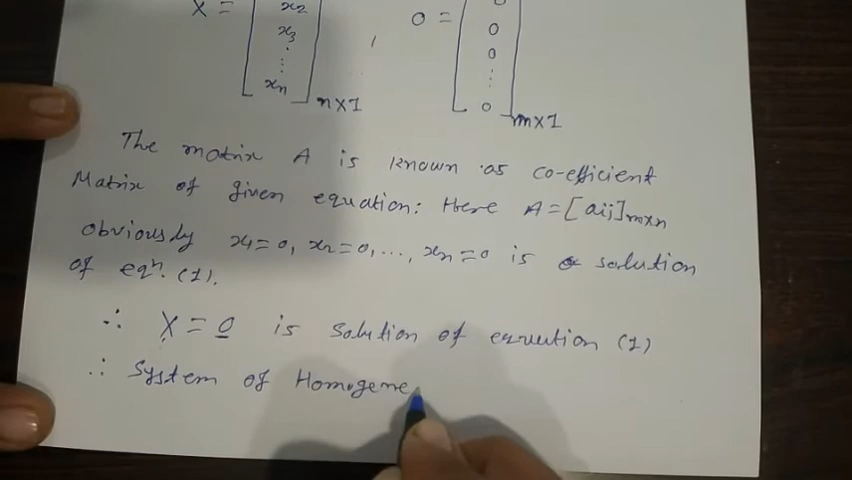 X = [ x2 x3 ⋮ xn ] n×1 , 0 = [ 0 0 0 ⋮ 0 ] m×1
The matrix A is known as co-efficient
Matrix of given equation: Here A = [aij]m×n
obviously x1=0, x2=0,..., xn=0 is a solution
of eqn. (1).
∴ X = 0 is solution of equation (1)
∴ System of Homogene